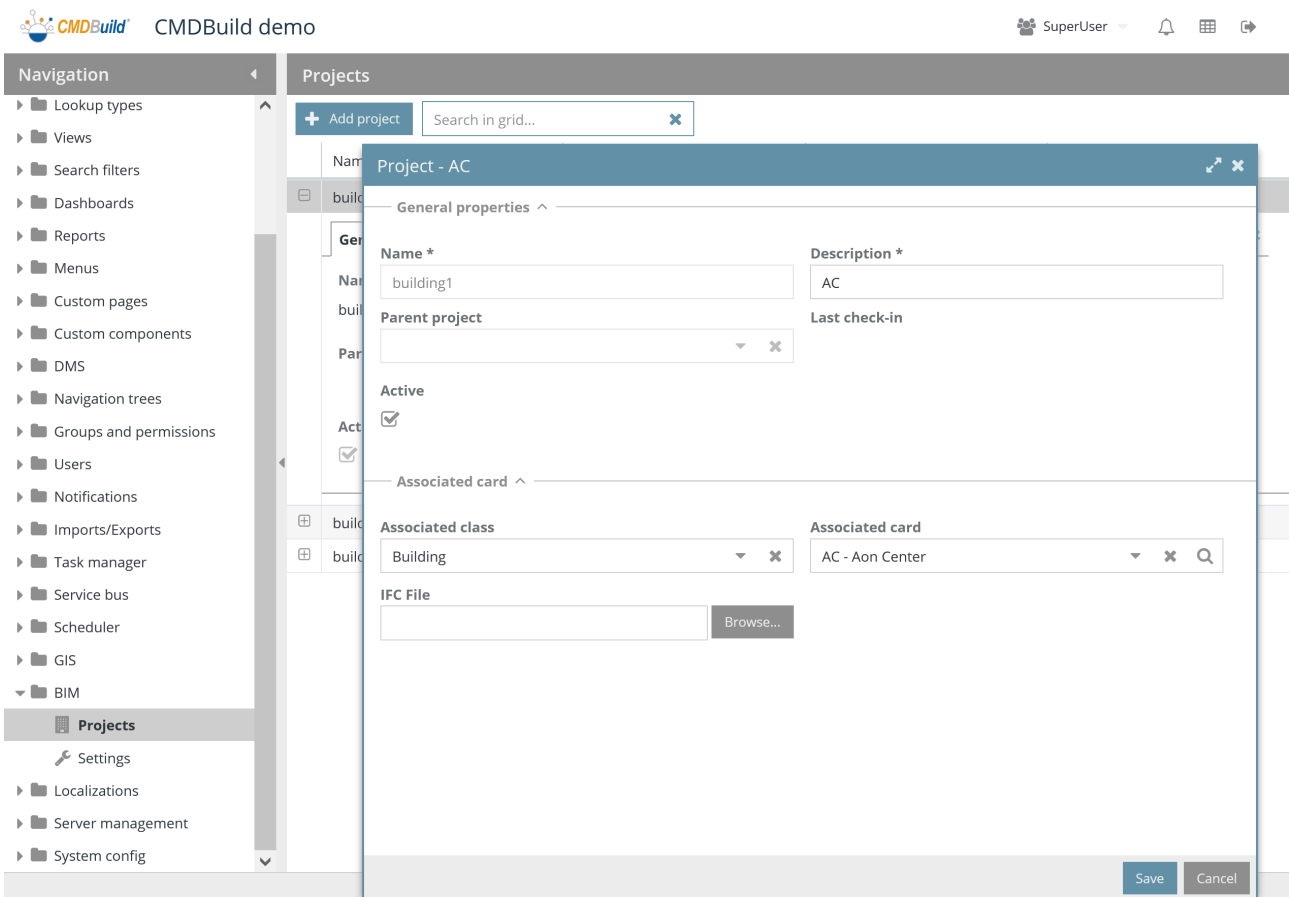 CMDBuild CMDBuild demo SuperUser
Navigation
Lookup types
Views
Search filters
Dashboards
Reports
Menus
Custom pages
Custom components
DMS
Navigation trees
Groups and permissions
Users
Notifications
Imports/Exports
Task manager
Service bus
Scheduler
GIS
BIM
Projects
Settings
Localizations
Server management
System config
Projects
Add project Search in grid...
Project - AC
General properties
Name * Description *
building1 AC
Parent project Last check-in
Active
Associated card
Associated class Associated card
Building AC - Aon Center
IFC File
Browse...
Save Cancel